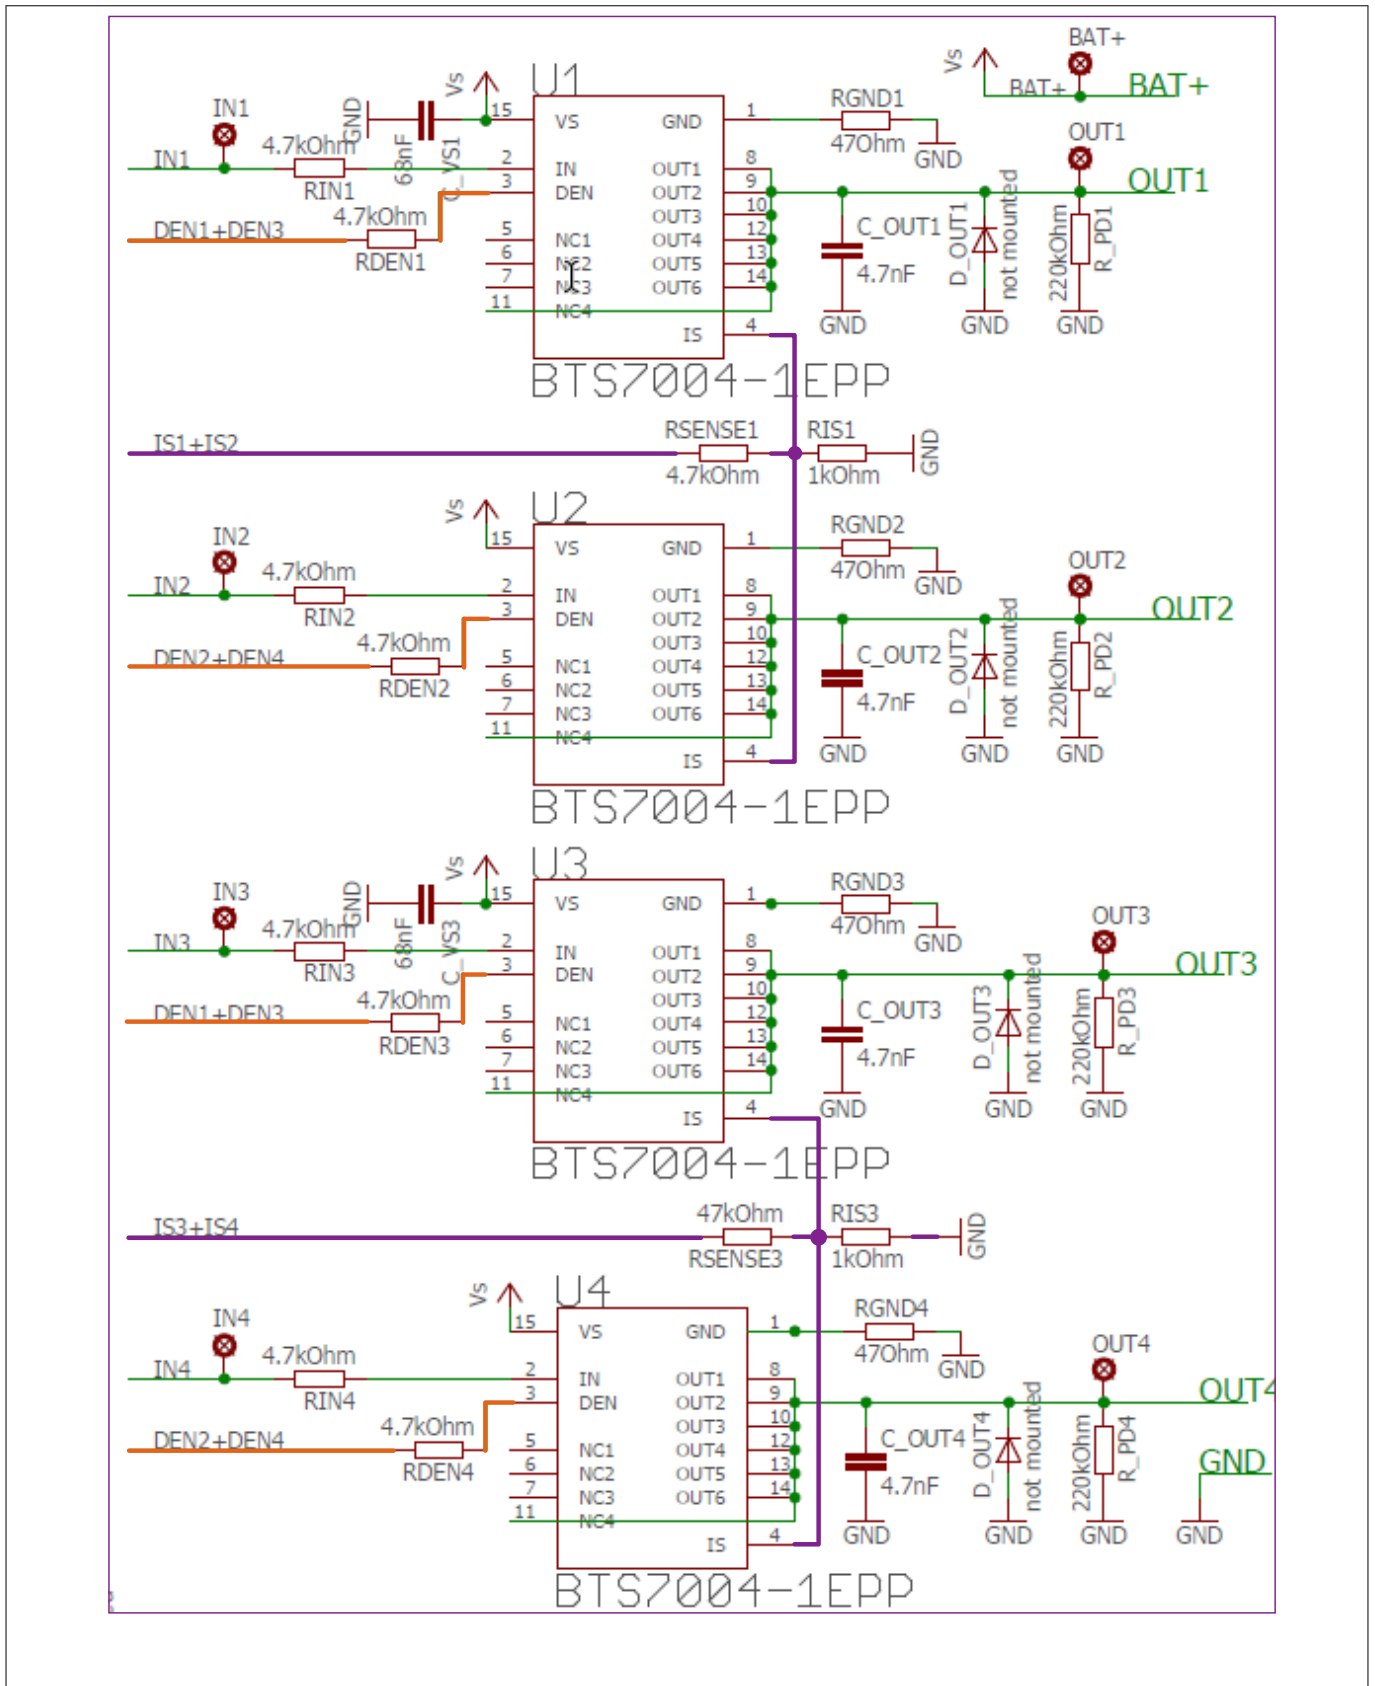 BAT+
Vs
BAT+
BAT+
U1
Vs
IN1
GND
15
VS
GND
1
RGND1
47Ohm
GND
OUT1
4.7kOhm
68nF
C_VS1
IN1
RIN1
2
IN
OUT1
8
3
DEN
OUT2
9
OUT1
OUT3
10
DEN1+DEN3
4.7kOhm
RDEN1
5
NC1
OUT4
12
6
NC2
OUT5
13
7
NC3
OUT6
14
11
NC4
IS
4
C_OUT1
4.7nF
GND
D_OUT1
not mounted
GND
220kOhm
R_PD1
GND
BTS7004-1EPP
IS1+IS2
RSENSE1
4.7kOhm
RIS1
1kOhm
GND
U2
Vs
IN2
15
VS
GND
1
RGND2
47Ohm
GND
OUT2
4.7kOhm
IN2
RIN2
2
IN
OUT1
8
3
DEN
OUT2
9
OUT2
OUT3
10
DEN2+DEN4
4.7kOhm
RDEN2
5
NC1
OUT4
12
6
NC2
OUT5
13
7
NC3
OUT6
14
11
NC4
IS
4
C_OUT2
4.7nF
GND
D_OUT2
not mounted
GND
220kOhm
R_PD2
GND
BTS7004-1EPP
U3
Vs
IN3
GND
15
VS
GND
1
RGND3
47Ohm
GND
OUT3
4.7kOhm
68nF
C_VS3
IN3
RIN3
2
IN
OUT1
8
3
DEN
OUT2
9
OUT3
OUT3
10
DEN1+DEN3
4.7kOhm
RDEN3
5
NC1
OUT4
12
6
NC2
OUT5
13
7
NC3
OUT6
14
11
NC4
IS
4
C_OUT3
4.7nF
GND
D_OUT3
not mounted
GND
220kOhm
R_PD3
GND
BTS7004-1EPP
IS3+IS4
47kOhm
RSENSE3
RIS3
1kOhm
GND
U4
Vs
IN4
15
VS
GND
1
RGND4
47Ohm
GND
OUT4
4.7kOhm
IN4
RIN4
2
IN
OUT1
8
3
DEN
OUT2
9
OUT4
OUT3
10
DEN2+DEN4
4.7kOhm
RDEN4
5
NC1
OUT4
12
6
NC2
OUT5
13
7
NC3
OUT6
14
11
NC4
IS
4
C_OUT4
4.7nF
GND
D_OUT4
not mounted
GND
220kOhm
R_PD4
GND
GND
GND
BTS7004-1EPP